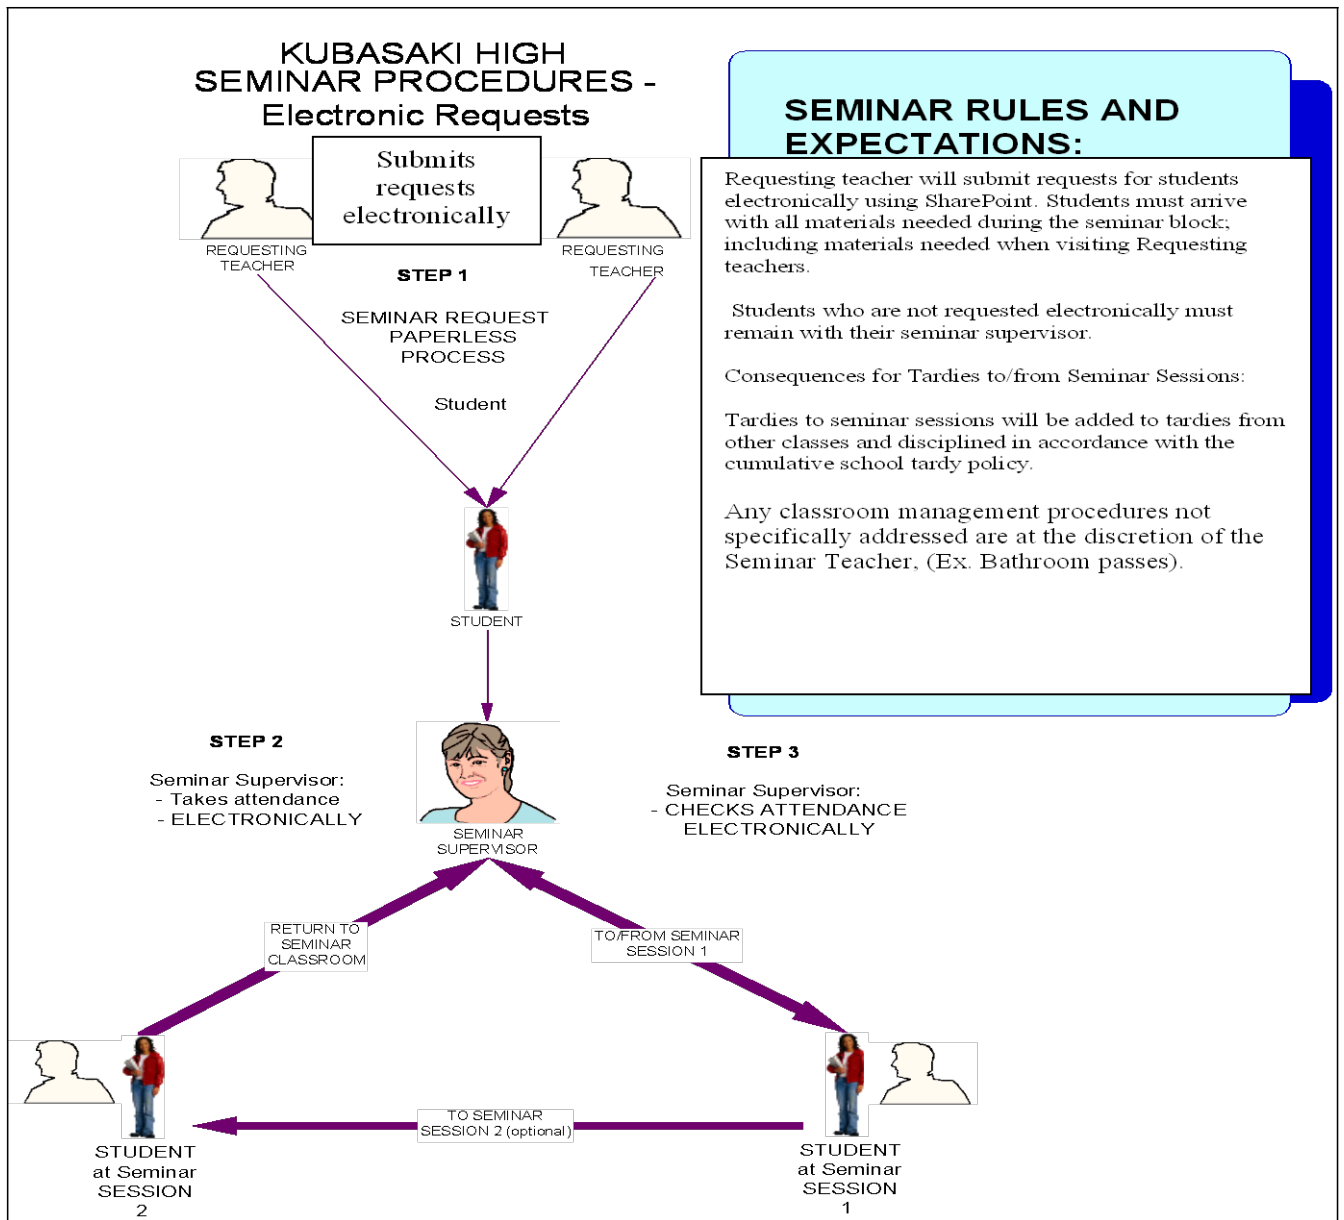 KUBASAKI HIGH
SEMINAR PROCEDURES -
Electronic Requests
Submits
requests
electronically
REQUESTING
TEACHER
REQUESTING
TEACHER
STEP 1
SEMINAR REQUEST
PAPERLESS
PROCESS
Student
STUDENT
SEMINAR RULES AND
EXPECTATIONS:
Requesting teacher will submit requests for students
electronically using SharePoint. Students must arrive
with all materials needed during the seminar block;
including materials needed when visiting Requesting
teachers.
Students who are not requested electronically must
remain with their seminar supervisor.
Consequences for Tardies to/from Seminar Sessions:
Tardies to seminar sessions will be added to tardies from
other classes and disciplined in accordance with the
cumulative school tardy policy.
Any classroom management procedures not
specifically addressed are at the discretion of the
Seminar Teacher, (Ex. Bathroom passes).
STEP 2
Seminar Supervisor:
- Takes attendance
- ELECTRONICALLY
SEMINAR
SUPERVISOR
STEP 3
Seminar Supervisor:
- CHECKS ATTENDANCE
ELECTRONICALLY
RETURN TO
SEMINAR
CLASSROOM
TO/FROM SEMINAR
SESSION 1
TO SEMINAR
SESSION 2 (optional)
STUDENT
at Seminar
SESSION
2
STUDENT
at Seminar
SESSION
1